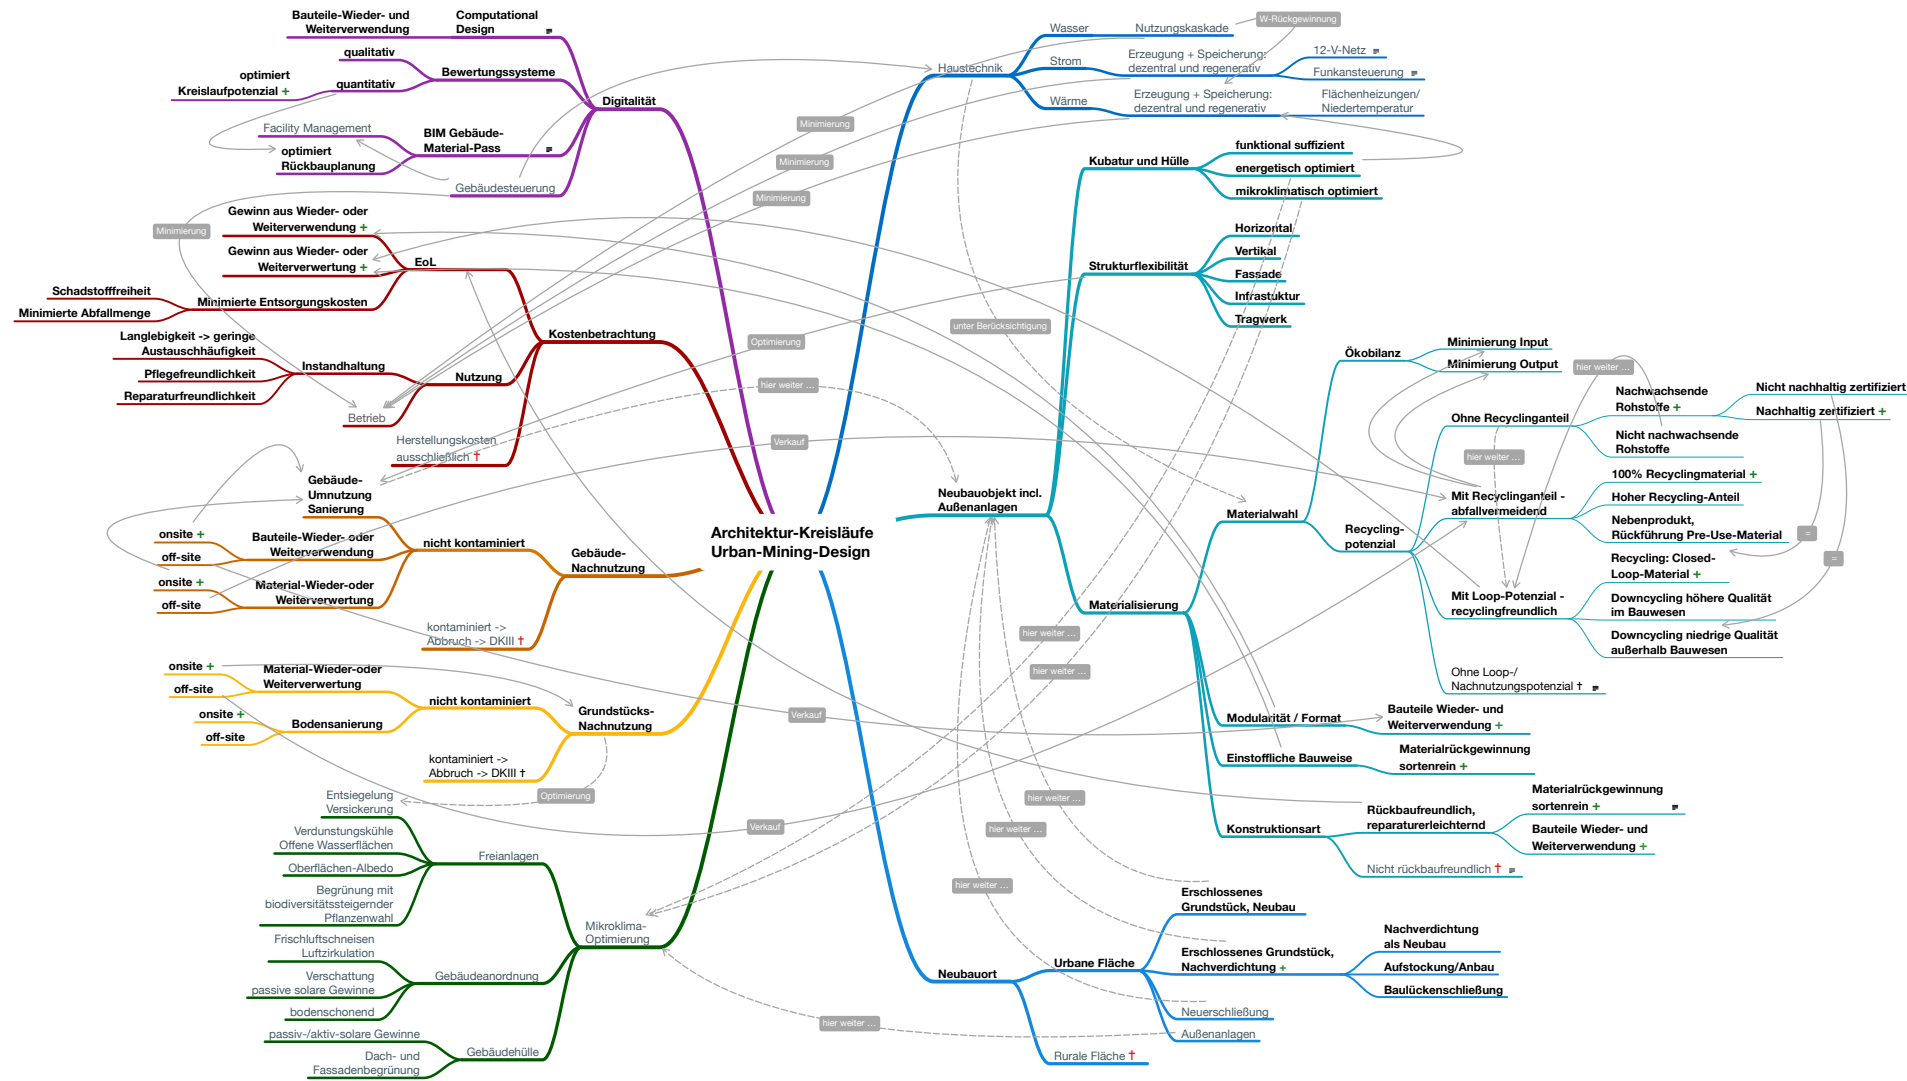 Architektur-Kreisläufe
Urban-Mining-Design
Digitalität
Computational
Design
Bauteile-Wieder- und
Weiterverwendung
Bewertungssysteme
qualitativ
quantitativ
optimiert
Kreislaufpotenzial +
BIM Gebäude-
Material-Pass
Facility Management
optimiert
Rückbauplanung
Gebäudesteuerung
Minimierung
Kostenbetrachtung
EoL
Gewinn aus Wieder- oder
Weiterverwendung +
Gewinn aus Wieder- oder
Weiterverwertung +
Minimierte Entsorgungskosten
Schadstofffreiheit
Minimierte Abfallmenge
Nutzung
Instandhaltung
Langlebigkeit -> geringe
Austauschhäufigkeit
Pflegefreundlichkeit
Reparaturfreundlichkeit
Betrieb
Herstellungskosten
ausschließlich †
Gebäude-
Nachnutzung
nicht kontaminiert
Gebäude-
Umnutzung
Sanierung
Bauteile-Wieder- oder
Weiterverwendung
onsite +
off-site
Material-Wieder-oder
Weiterverwertung
onsite +
off-site
kontaminiert ->
Abbruch -> DKIII †
Grundstücks-
Nachnutzung
nicht kontaminiert
Material-Wieder-oder
Weiterverwertung
onsite +
off-site
Bodensanierung
onsite +
off-site
kontaminiert ->
Abbruch -> DKIII †
Optimierung
Mikroklima-
Optimierung
Freianlagen
Entsiegelung
Versickerung
Verdunstungskühle
Offene Wasserflächen
Oberflächen-Albedo
Begrünung mit
biodiversitätssteigernder
Pflanzenwahl
Gebäudeanordnung
Frischluftschneisen
Luftzirkulation
Verschattung
passive solare Gewinne
bodenschonend
Gebäudehülle
passiv-/aktiv-solare Gewinne
Dach- und
Fassadenbegrünung
Haustechnik
Wasser
Nutzungskaskade
W-Rückgewinnung
Strom
Erzeugung + Speicherung:
dezentral und regenerativ
12-V-Netz
Funkansteuerung
Wärme
Erzeugung + Speicherung:
dezentral und regenerativ
Flächenheizungen/
Niedertemperatur
Minimierung
Minimierung
Minimierung
unter Berücksichtigung
Optimierung
hier weiter ...
Verkauf
Neubauobjekt incl.
Außenanlagen
Kubatur und Hülle
funktional suffizient
energetisch optimiert
mikroklimatisch optimiert
Strukturflexibilität
Horizontal
Vertikal
Fassade
Infrastuktur
Tragwerk
Materialisierung
Materialwahl
Ökobilanz
Minimierung Input
Minimierung Output
Recycling-
potenzial
Ohne Recyclinganteil
Nachwachsende
Rohstoffe +
Nicht nachhaltig zertifiziert
Nachhaltig zertifiziert +
Nicht nachwachsende
Rohstoffe
hier weiter ...
hier weiter ...
Mit Recyclinganteil -
abfallvermeidend
100% Recyclingmaterial +
Hoher Recycling-Anteil
Nebenprodukt,
Rückführung Pre-Use-Material
=
=
Mit Loop-Potenzial -
recyclingfreundlich
Recycling: Closed-
Loop-Material +
Downcycling höhere Qualität
im Bauwesen
Downcycling niedrige Qualität
außerhalb Bauwesen
Ohne Loop-/
Nachnutzungspotenzial †
Modularität / Format
Bauteile Wieder- und
Weiterverwendung +
Einstoffliche Bauweise
Materialrückgewinnung
sortenrein +
Konstruktionsart
Rückbaufreundlich,
reparaturerleichternd
Materialrückgewinnung
sortenrein +
Bauteile Wieder- und
Weiterverwendung +
Nicht rückbaufreundlich †
hier weiter ...
hier weiter ...
Verkauf
hier weiter ...
Verkauf
hier weiter ...
hier weiter ...
hier weiter ...
Neubauort
Urbane Fläche
Erschlossenes
Grundstück, Neubau
Erschlossenes Grundstück,
Nachverdichtung +
Nachverdichtung
als Neubau
Aufstockung/Anbau
Baulückenschließung
Neuerschließung
Außenanlagen
Rurale Fläche †